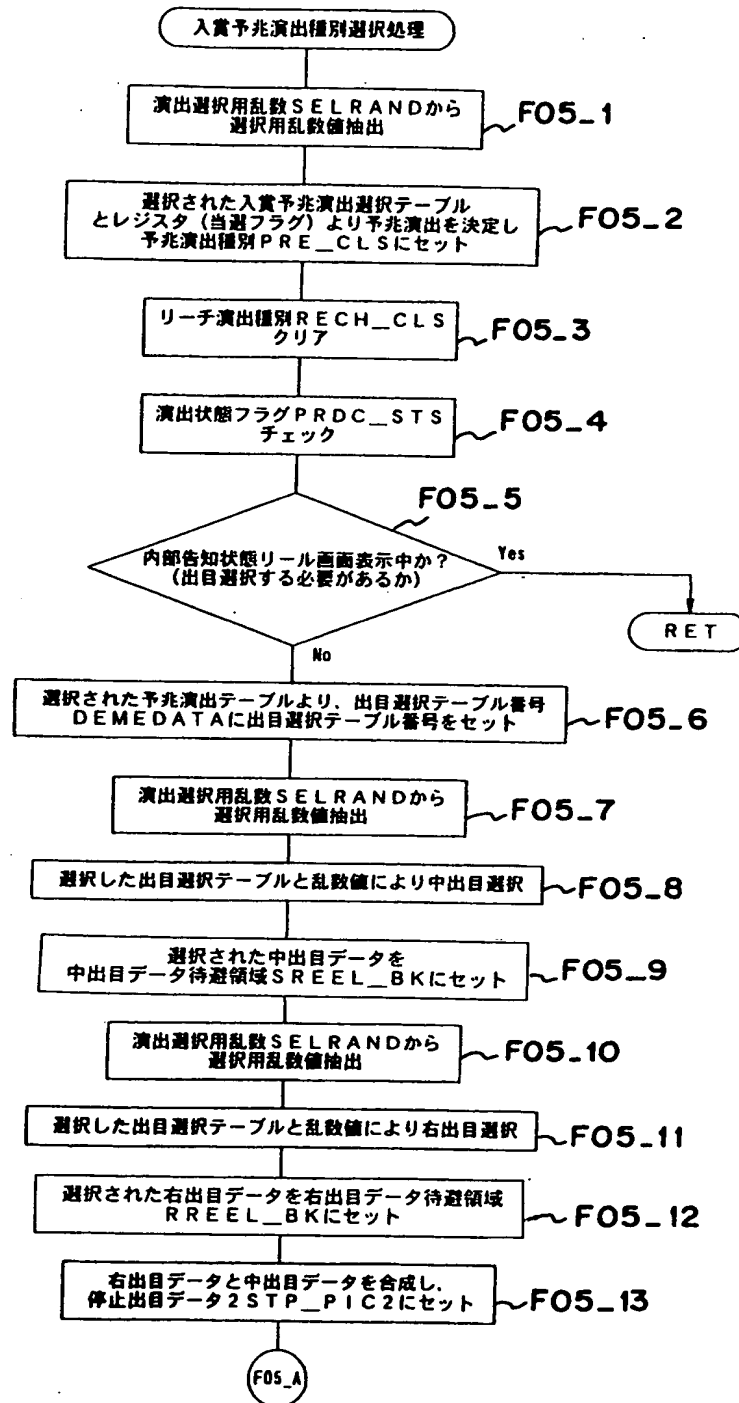 入賞予兆演出種別選択処理
演出選択用乱数SELRANDから
選択用乱数値抽出
F05_1
選択された入賞予兆演出選択テーブル
とレジスタ（当選フラグ）より予兆演出を決定し
予兆演出種別PRE__CLSにセット
F05_2
リーチ演出種別RECH_CLS
クリア
F05_3
演出状態フラグPRDC__STS
チェック
F05_4
F05_5
内部告知状態リール画面表示中か？
（出目選択する必要があるか）
Yes
RET
No
選択された予兆演出テーブルより、出目選択テーブル番号
DEMEDATAに出目選択テーブル番号をセット
F05_6
演出選択用乱数SELRANDから
選択用乱数値抽出
F05_7
選択した出目選択テーブルと乱数値により中出目選択
F05_8
選択された中出目データを
中出目データ待避領域SREEL__BKにセット
F05_9
演出選択用乱数SELRANDから
選択用乱数値抽出
F05_10
選択した出目選択テーブルと乱数値により右出目選択
F05_11
選択された右出目データを右出目データ待避領域
RREEL__BKにセット
F05_12
右出目データと中出目データを合成し、
停止出目データ2STP__PIC2にセット
F05_13
F05_A